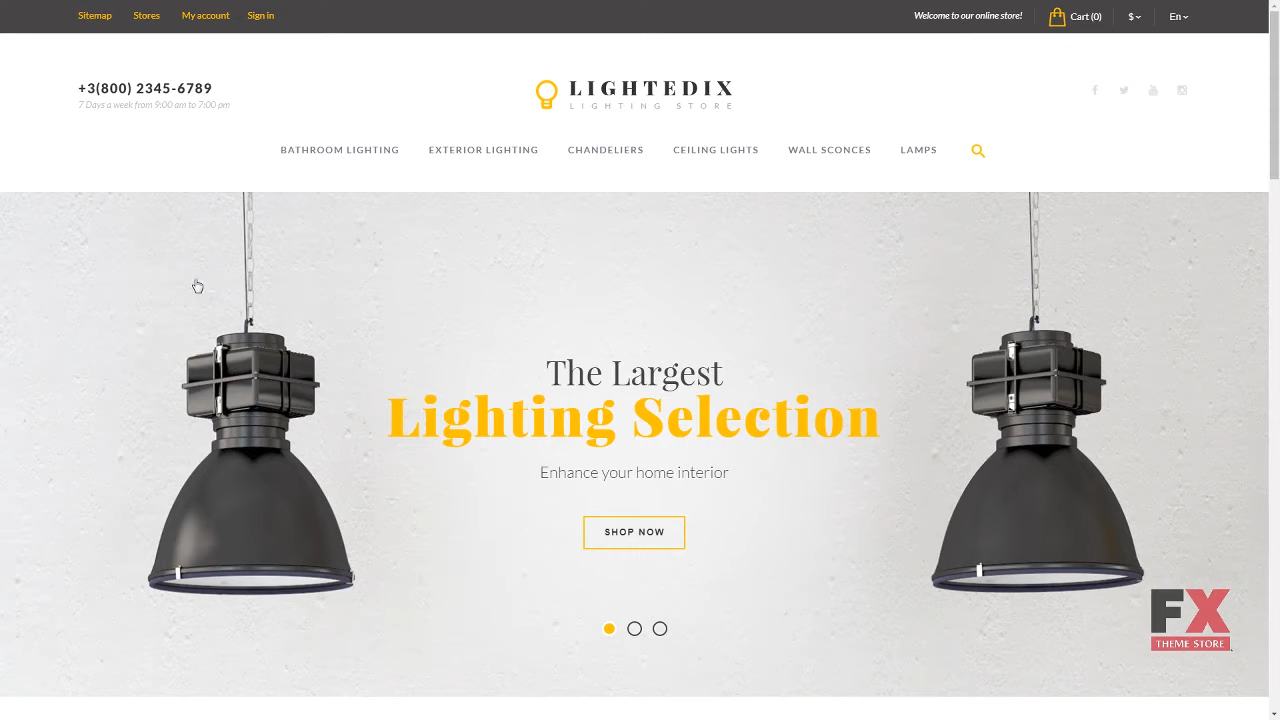 Sitemap Stores My account Sign in Welcome to our online store! Cart (0) $ En
+3(800) 2345-6789
7 Days a week from 9:00 am to 7:00 pm
LIGHTEDIX
LIGHTING STORE
BATHROOM LIGHTING EXTERIOR LIGHTING CHANDELIERS CEILING LIGHTS WALL SCONCES LAMPS
The Largest
Lighting Selection
Enhance your home interior
SHOP NOW
FX
THEME STORE